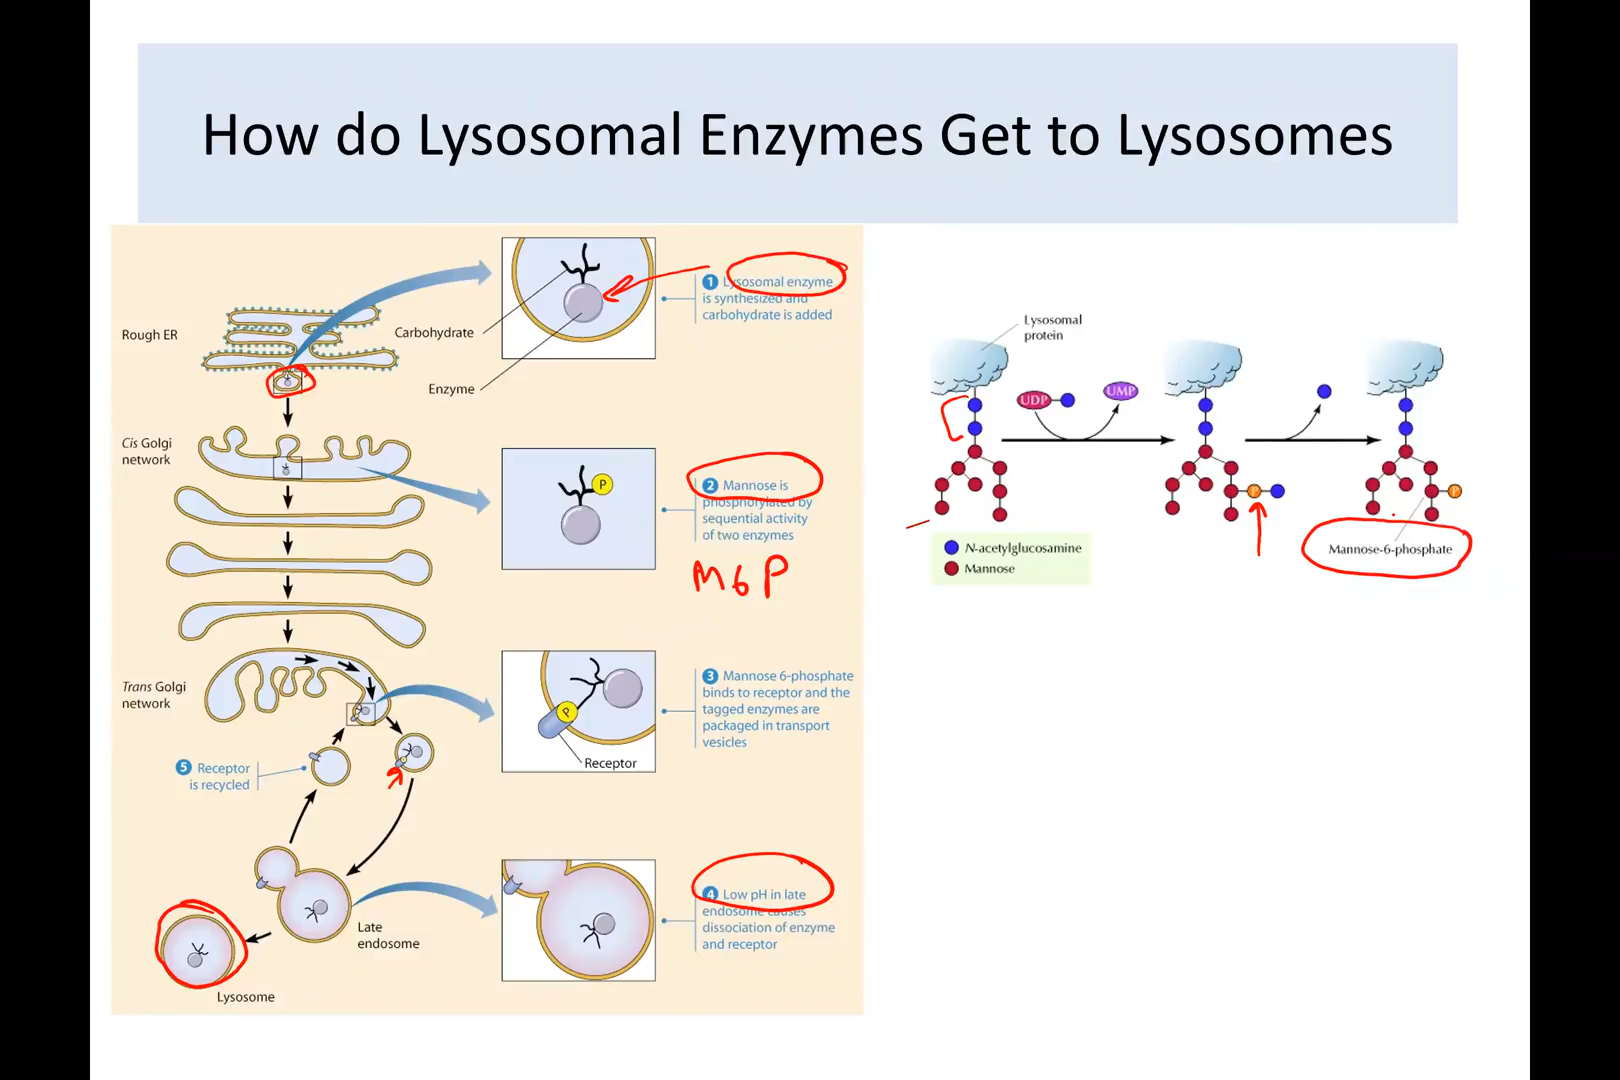 How do Lysosomal Enzymes Get to Lysosomes
Rough ER
Carbohydrate
Enzyme
1 Lysosomal enzyme
is synthesized and
carbohydrate is added
Cis Golgi
network
2 Mannose is
phosphorylated by
sequential activity
of two enzymes
P
M6P
Trans Golgi
network
3 Mannose 6-phosphate
binds to receptor and the
tagged enzymes are
packaged in transport
vesicles
P
Receptor
5 Receptor
is recycled
4 Low pH in late
endosome causes
dissociation of enzyme
and receptor
Late
endosome
Lysosome
Lysosomal
protein
UDP
UMP
P
P
Mannose-6-phosphate
N-acetylglucosamine
Mannose